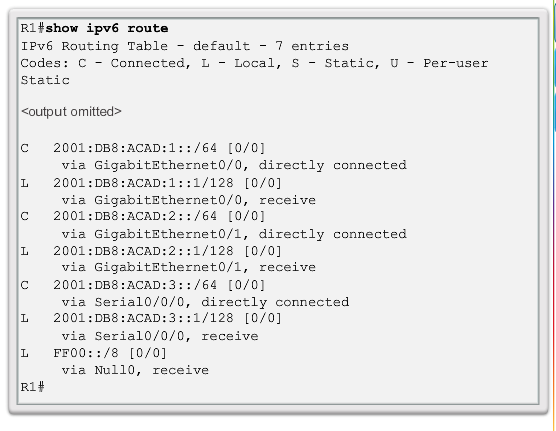 R1#show ipv6 route
IPv6 Routing Table - default - 7 entries
Codes: C - Connected, L - Local, S - Static, U - Per-user
Static
<output omitted>
C   2001:DB8:ACAD:1::/64 [0/0]
     via GigabitEthernet0/0, directly connected
L   2001:DB8:ACAD:1::1/128 [0/0]
     via GigabitEthernet0/0, receive
C   2001:DB8:ACAD:2::/64 [0/0]
     via GigabitEthernet0/1, directly connected
L   2001:DB8:ACAD:2::1/128 [0/0]
     via GigabitEthernet0/1, receive
C   2001:DB8:ACAD:3::/64 [0/0]
     via Serial0/0/0, directly connected
L   2001:DB8:ACAD:3::1/128 [0/0]
     via Serial0/0/0, receive
L   FF00::/8 [0/0]
     via Null0, receive
R1#